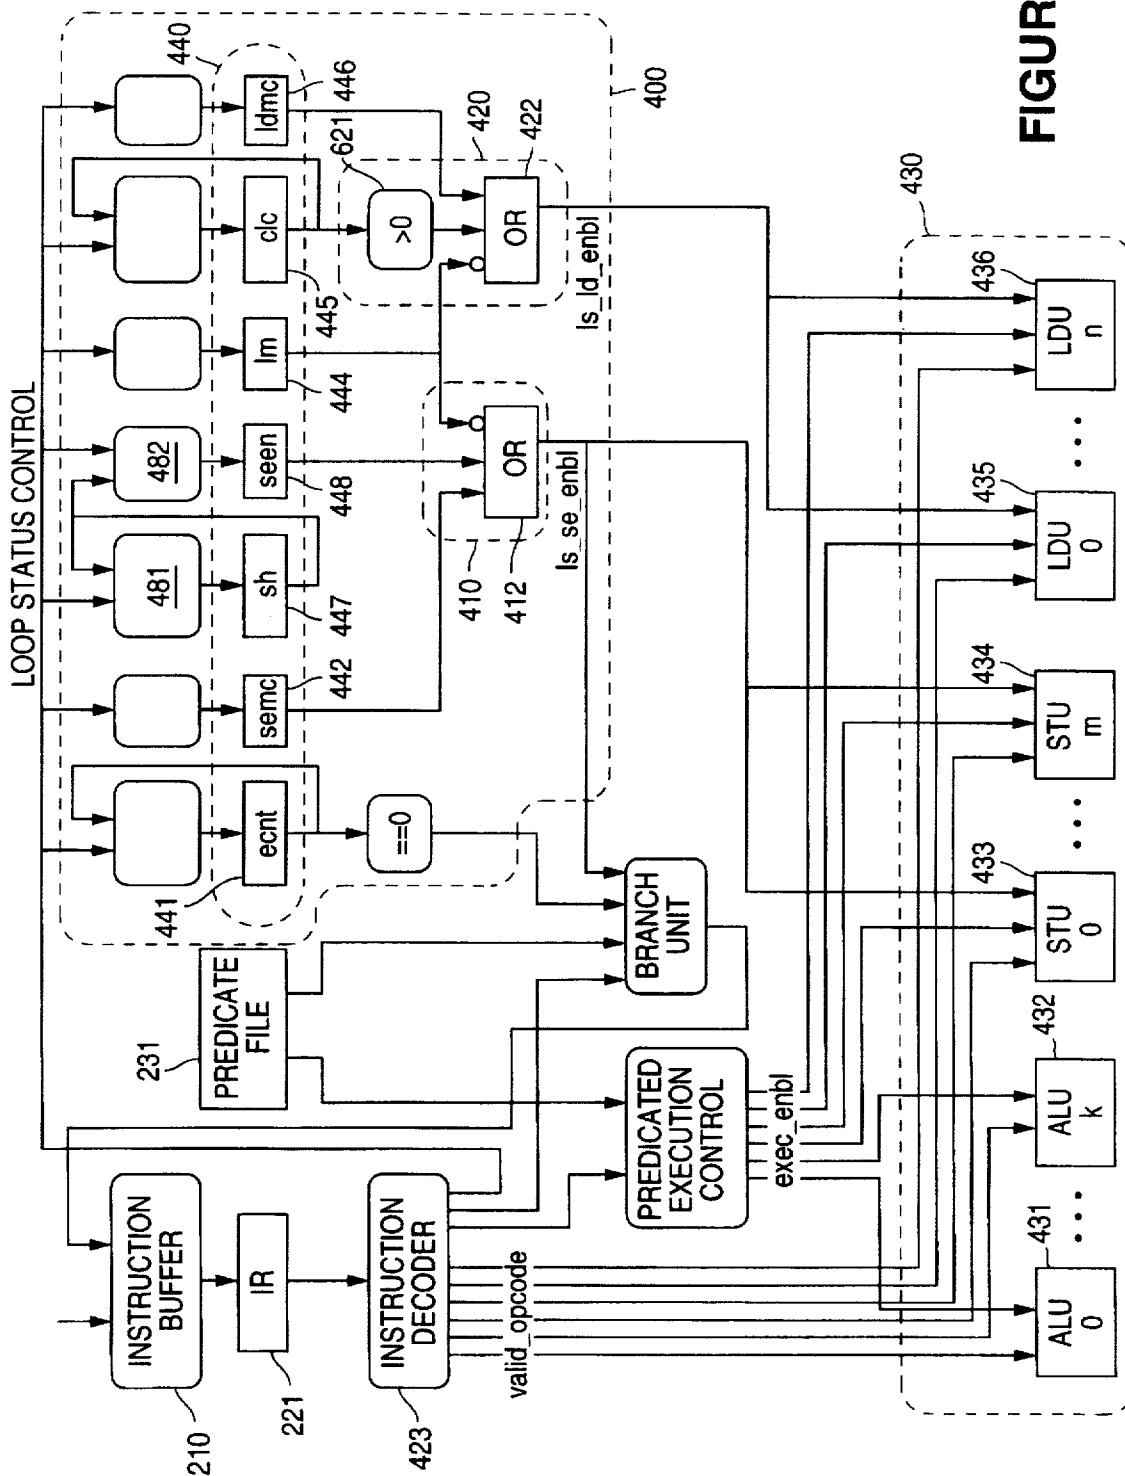 LOOP STATUS CONTROL
440
ldmc
446
clc
445
lm
444
482
seen
448
481
sh
447
semc
442
ecnt
441
621
>0
420
OR
422
ls_ld_enbl
400
410
OR
412
ls_se_enbl
==0
PREDICATE
FILE
231
BRANCH
UNIT
INSTRUCTION
BUFFER
210
IR
221
INSTRUCTION
DECODER
423
valid_opcode
PREDICATED
EXECUTION
CONTROL
exec_enbl
430
ALU
0
431
• • •
ALU
k
432
STU
0
433
• • •
STU
m
434
LDU
0
435
• • •
LDU
n
436
FIGUR